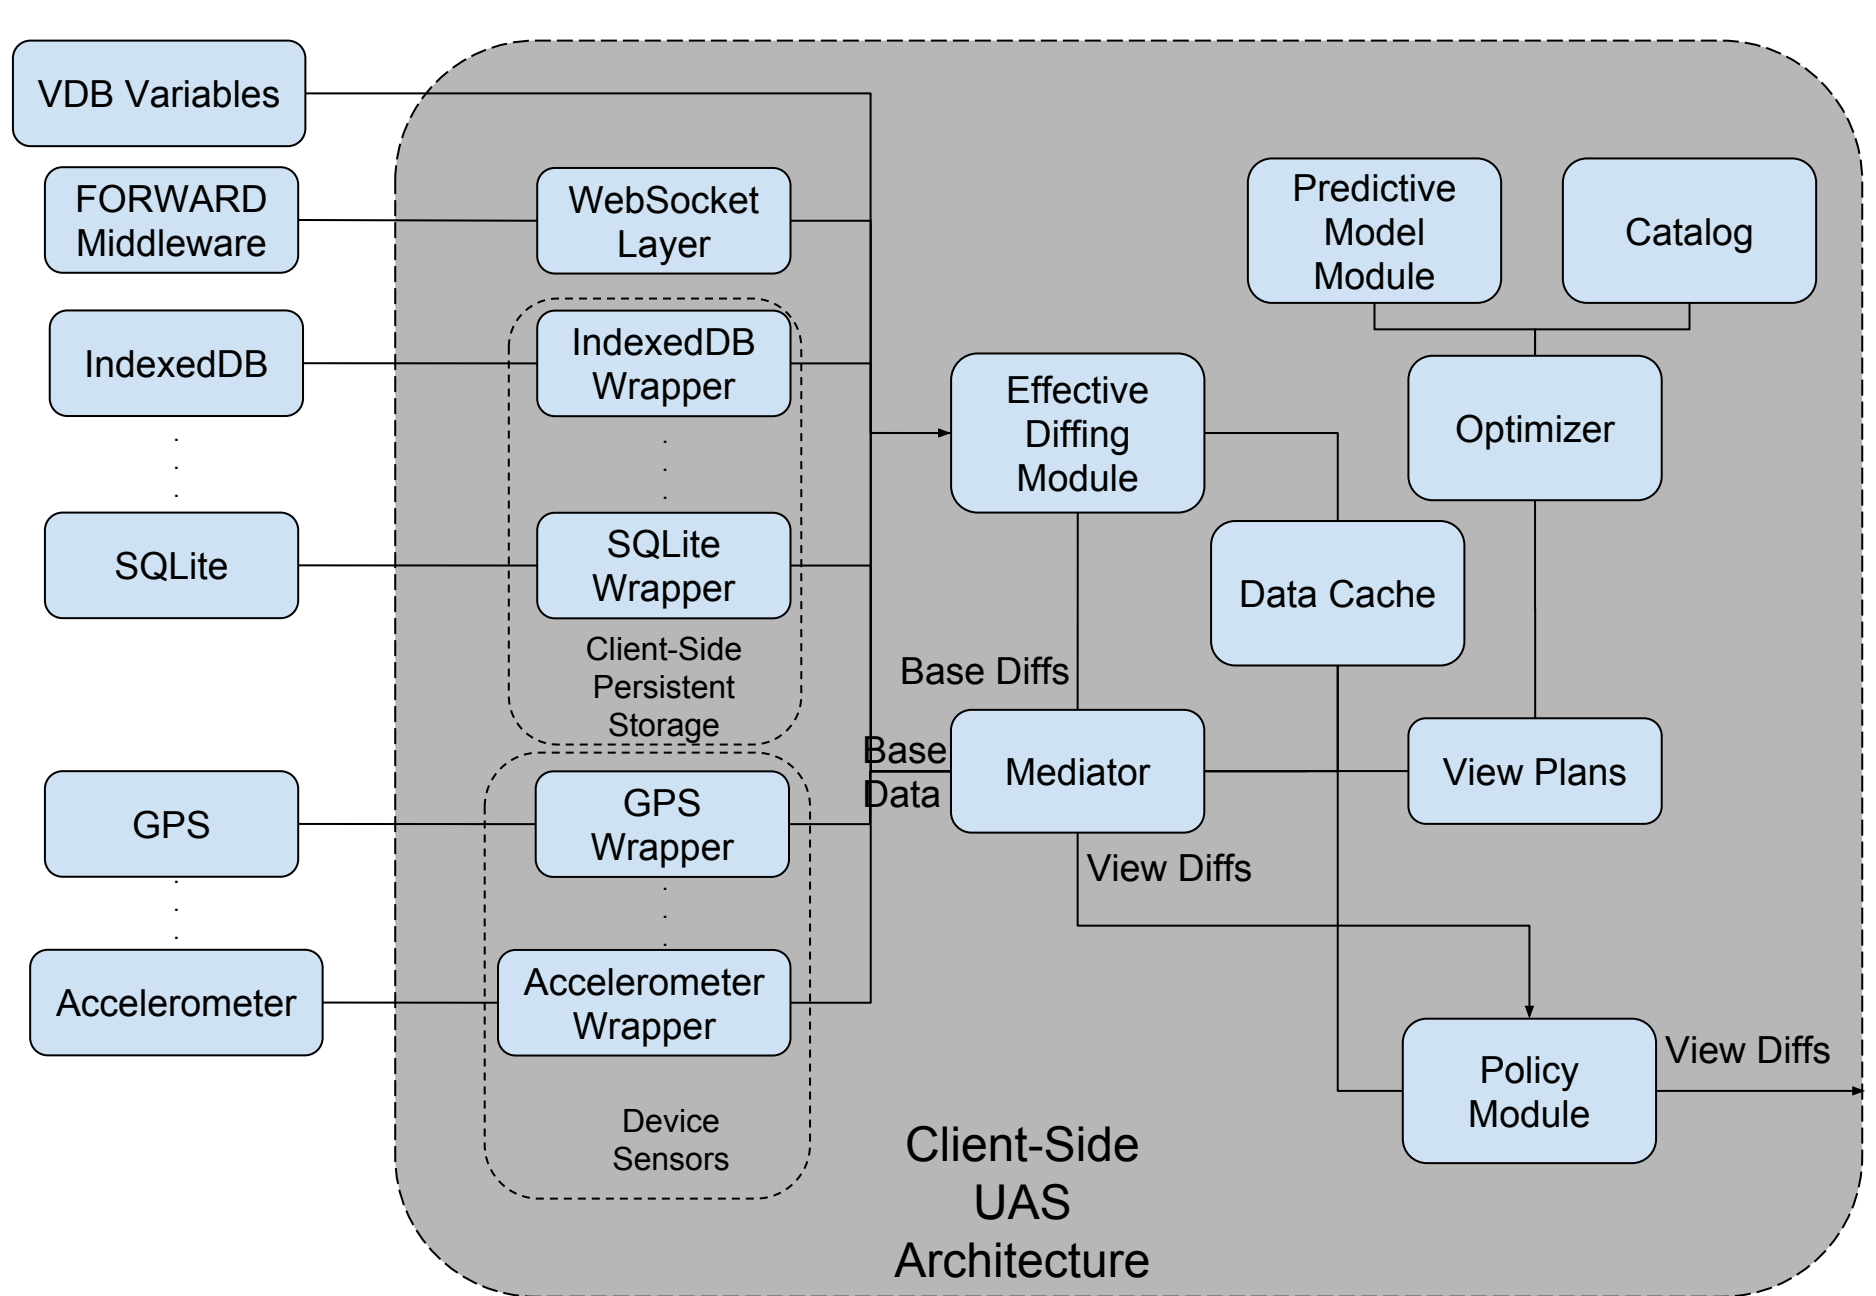 VDB Variables
FORWARD
Middleware
WebSocket
Layer
Predictive
Model
Module
Catalog
IndexedDB
IndexedDB
Wrapper
Effective
Diffing
Module
Optimizer
SQLite
SQLite
Wrapper
Data Cache
Client-Side
Persistent
Storage
Base Diffs
Base
Data
Mediator
View Plans
GPS
GPS
Wrapper
View Diffs
Accelerometer
Accelerometer
Wrapper
Policy
Module
View Diffs
Device
Sensors
Client-Side
UAS
Architecture